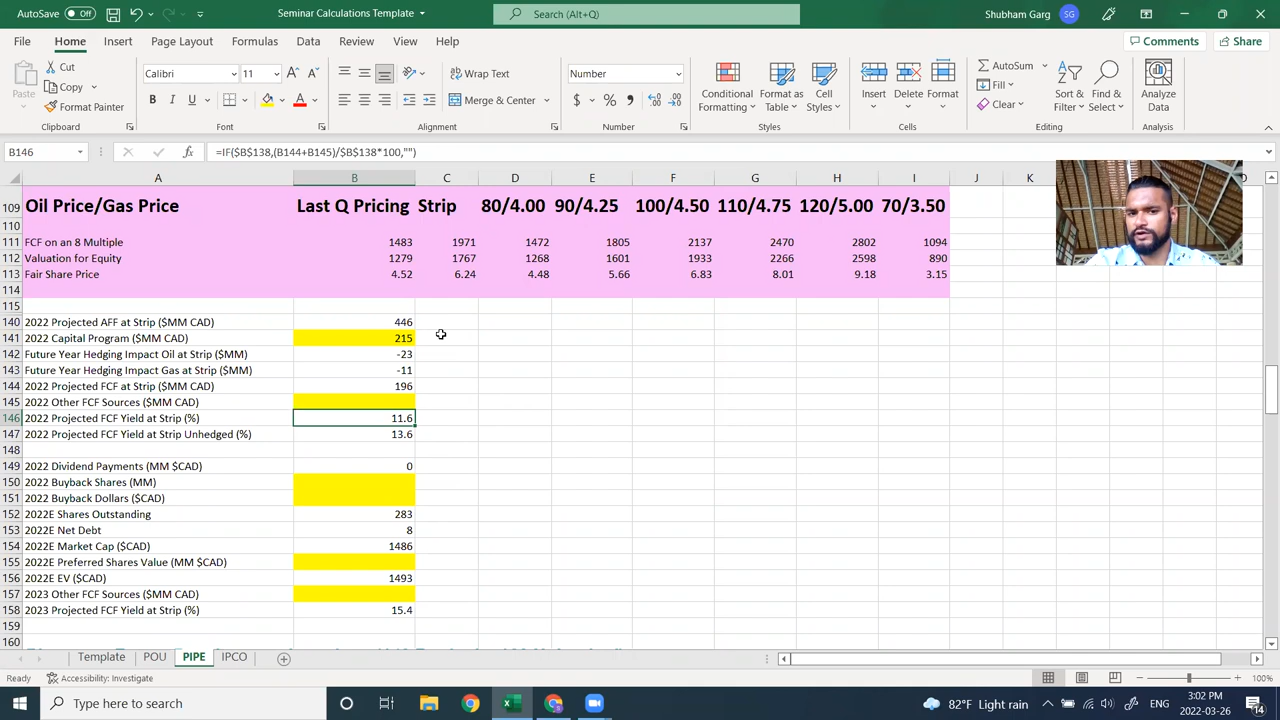 AutoSave Off Seminar Calculations Template Search (Alt+Q) Shubham Garg SG
File Home Insert Page Layout Formulas Data Review View Help Comments Share
Paste Cut Copy Format Painter Clipboard
Calibri 11 A A B I U A Font
Wrap Text Merge & Center Alignment
Number $ % , Number
Conditional Formatting Format as Table Cell Styles Styles
Insert Delete Format Cells
AutoSum Fill Clear Sort & Filter Find & Select Editing
Analyze Data Analysis
B146 fx =IF($B$138,(B144+B145)/$B$138*100,"")
A B C D E F G H I J K
109 Oil Price/Gas Price Last Q Pricing Strip 80/4.00 90/4.25 100/4.50 110/4.75 120/5.00 70/3.50
110
111 FCF on an 8 Multiple 1483 1971 1472 1805 2137 2470 2802 1094
112 Valuation for Equity 1279 1767 1268 1601 1933 2266 2598 890
113 Fair Share Price 4.52 6.24 4.48 5.66 6.83 8.01 9.18 3.15
114
115
140 2022 Projected AFF at Strip ($MM CAD) 446
141 2022 Capital Program ($MM CAD) 215
142 Future Year Hedging Impact Oil at Strip ($MM) -23
143 Future Year Hedging Impact Gas at Strip ($MM) -11
144 2022 Projected FCF at Strip ($MM CAD) 196
145 2022 Other FCF Sources ($MM CAD)
146 2022 Projected FCF Yield at Strip (%) 11.6
147 2022 Projected FCF Yield at Strip Unhedged (%) 13.6
148
149 2022 Dividend Payments (MM $CAD) 0
150 2022 Buyback Shares (MM)
151 2022 Buyback Dollars ($CAD)
152 2022E Shares Outstanding 283
153 2022E Net Debt 8
154 2022E Market Cap ($CAD) 1486
155 2022E Preferred Shares Value (MM $CAD)
156 2022E EV ($CAD) 1493
157 2023 Other FCF Sources ($MM CAD)
158 2023 Projected FCF Yield at Strip (%) 15.4
159
160
Template POU PIPE IPCO
Ready Accessibility: Investigate 100%
Type here to search 82°F Light rain ENG 3:02 PM 2022-03-26 14